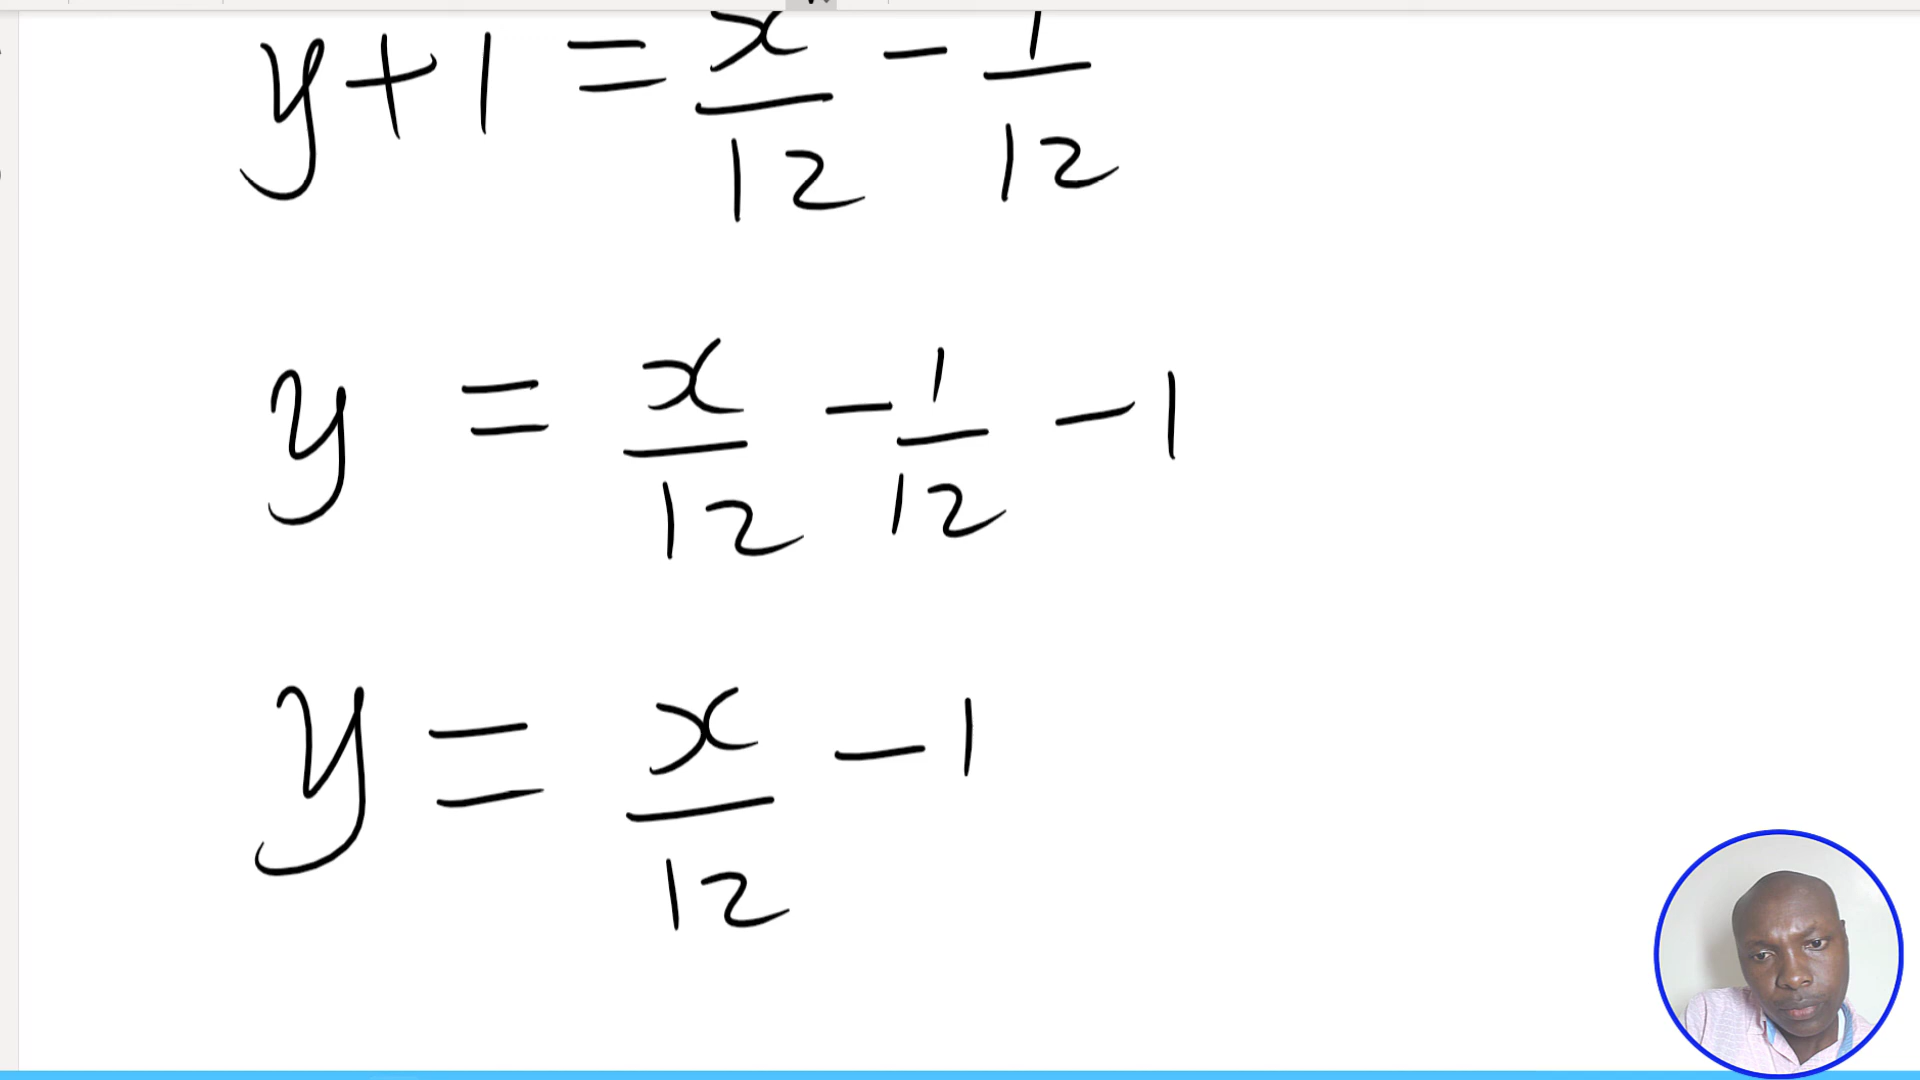 y+1 = x/12 - 1/12
y = x/12 - 1/12 - 1
y = x/12 - 1